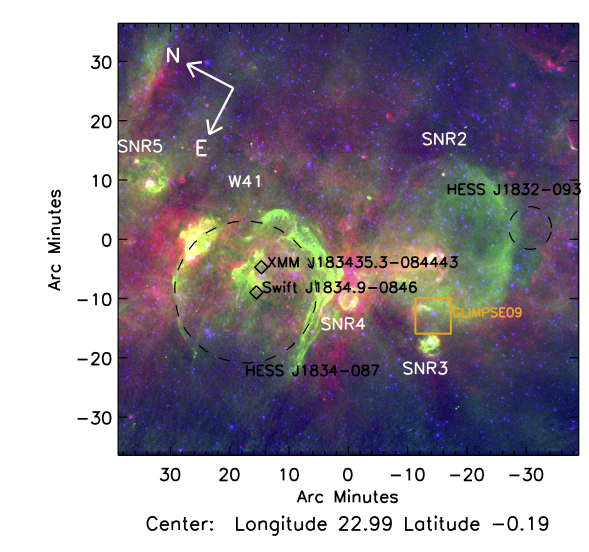 N
E
SNR5
W41
SNR2
HESS J1832-093
XMM J183435.3-084443
Swift J1834.9-0846
SNR4
GLIMPSE09
SNR3
HESS J1834-087
Arc Minutes
30
20
10
0
-10
-20
-30
30 20 10 0 -10 -20 -30
Arc Minutes
Center: Longitude 22.99 Latitude -0.19